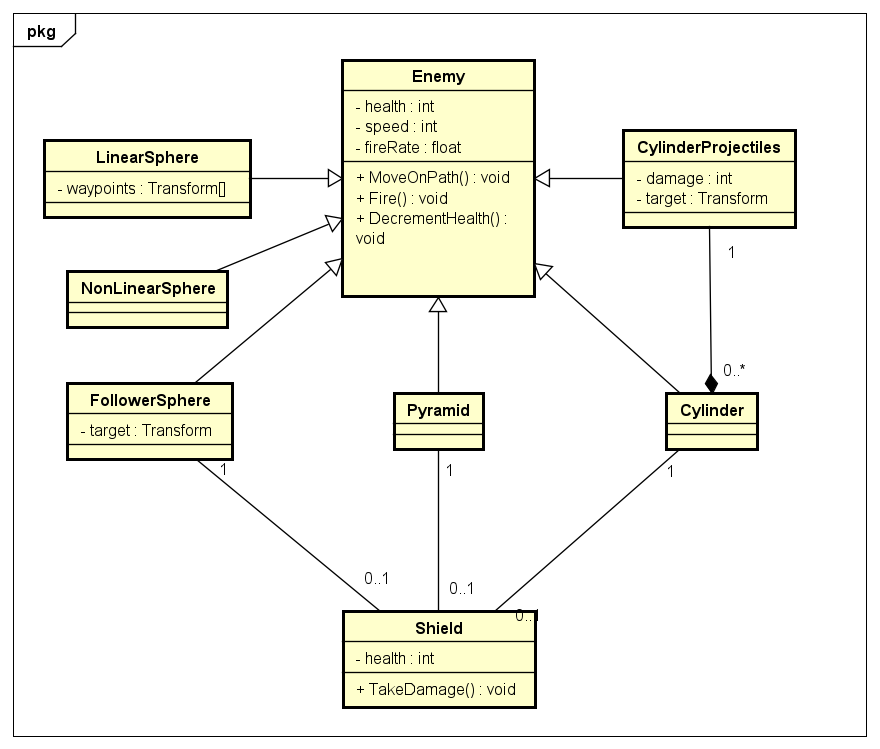 pkg
Enemy
- health : int
- speed : int
- fireRate : float
+ MoveOnPath() : void
+ Fire() : void
+ DecrementHealth() :
void
LinearSphere
- waypoints : Transform[]
CylinderProjectiles
- damage : int
- target : Transform
1
0..*
NonLinearSphere
FollowerSphere
- target : Transform
1
Pyramid
1
Cylinder
1
0..1
0..1
0..1
Shield
- health : int
+ TakeDamage() : void